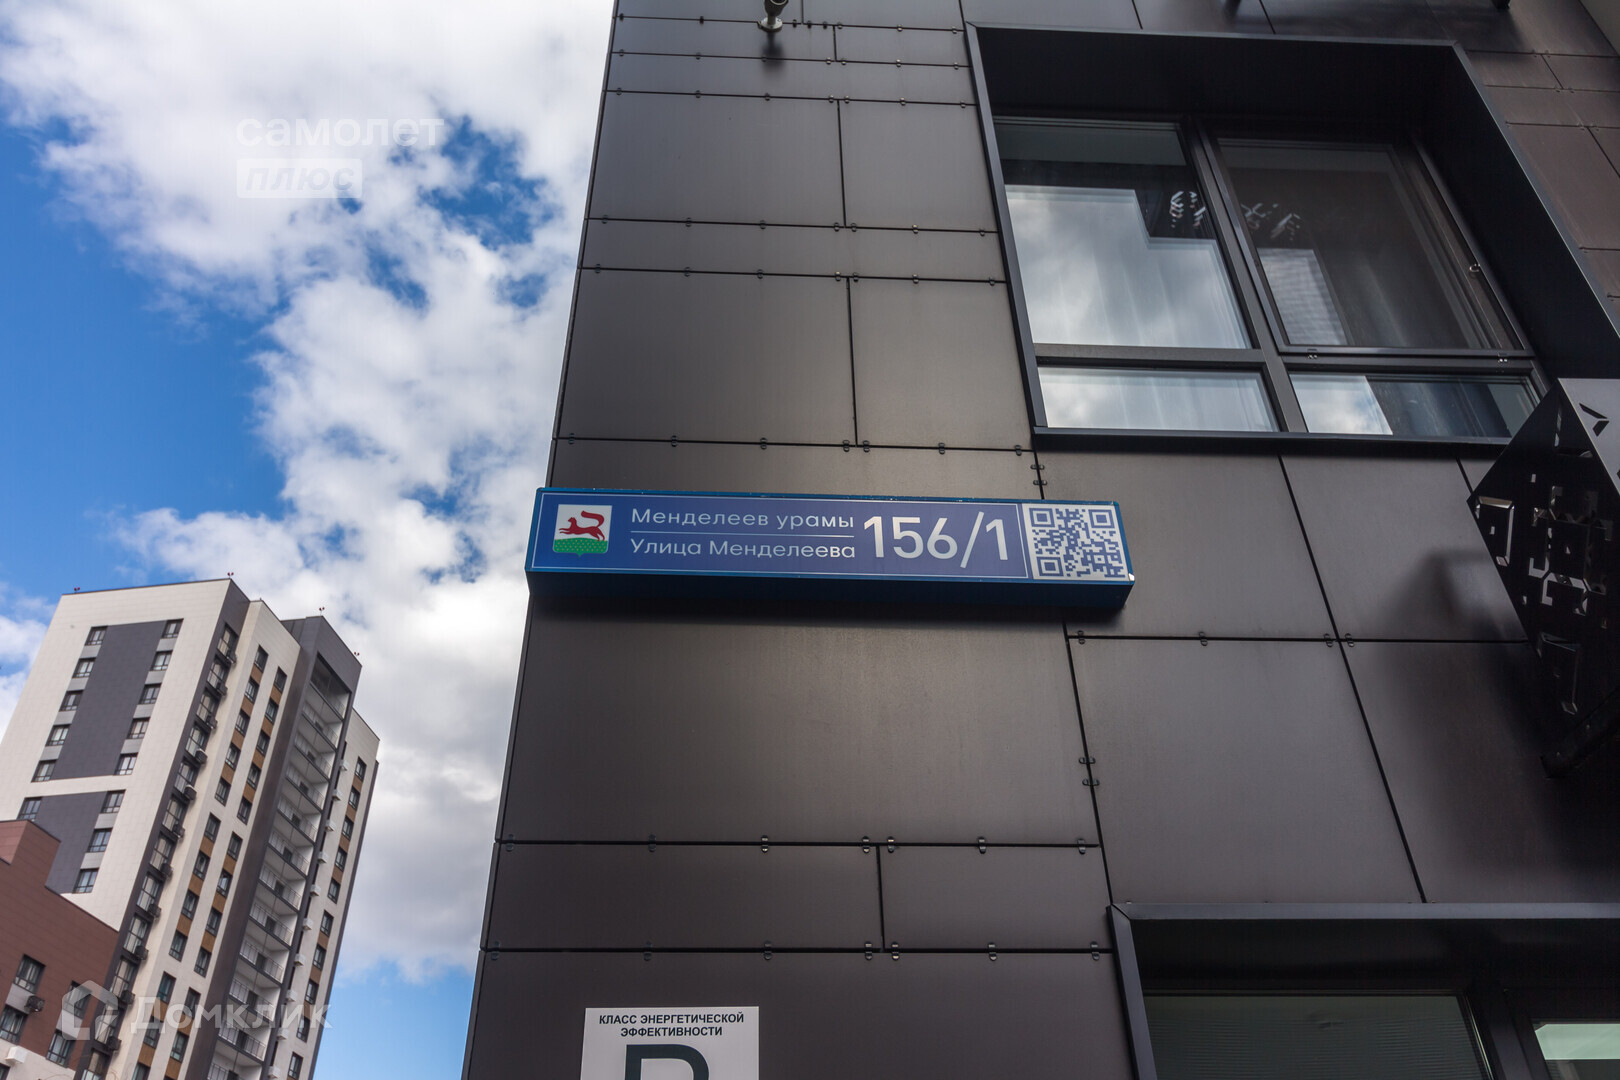 самолет
плюс
Менделеев урамы
Улица Менделеева
156/1
КЛАСС ЭНЕРГЕТИЧЕСКОЙ
ЭФФЕКТИВНОСТИ
Домклик